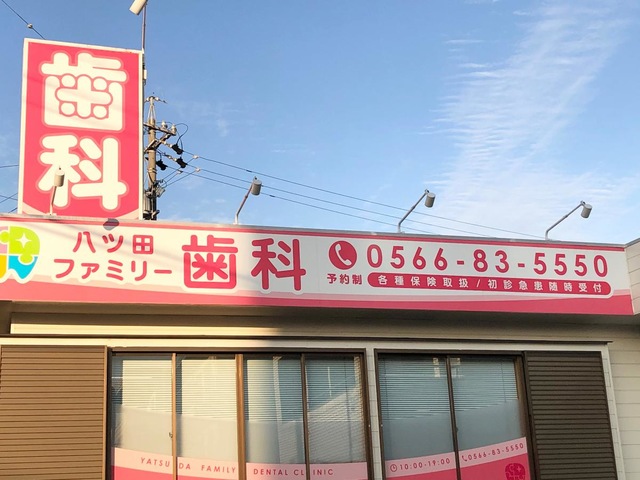 歯科
八ツ田
ファミリー
歯科
0566-83-5550
予約制
各種保険取扱/初診急患随時受付
YATSUDA FAMILY DENTAL CLINIC
10:00-19:00
0566-83-5550